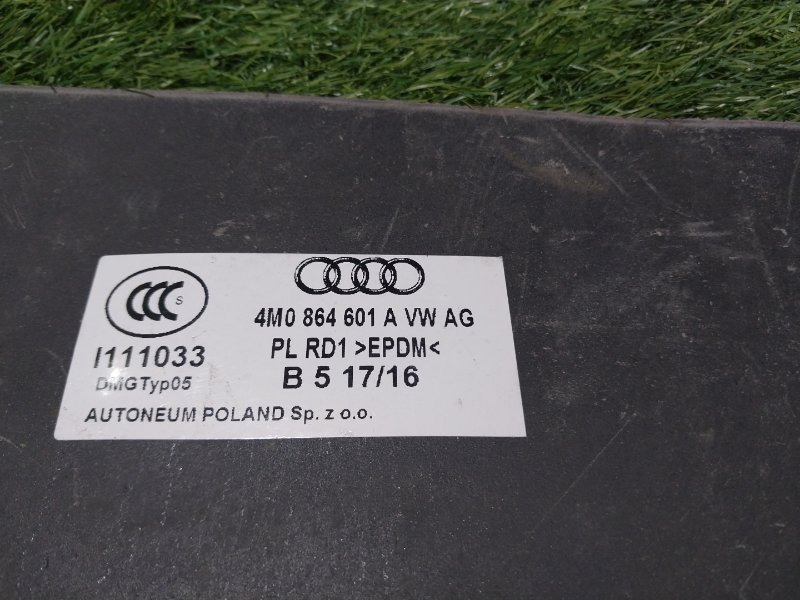 CCC S
4M0 864 601 A VW AG
I111033
PL RD1 >EPDM<
DMGTyp05
B 5 17/16
AUTONEUM POLAND Sp. z o.o.